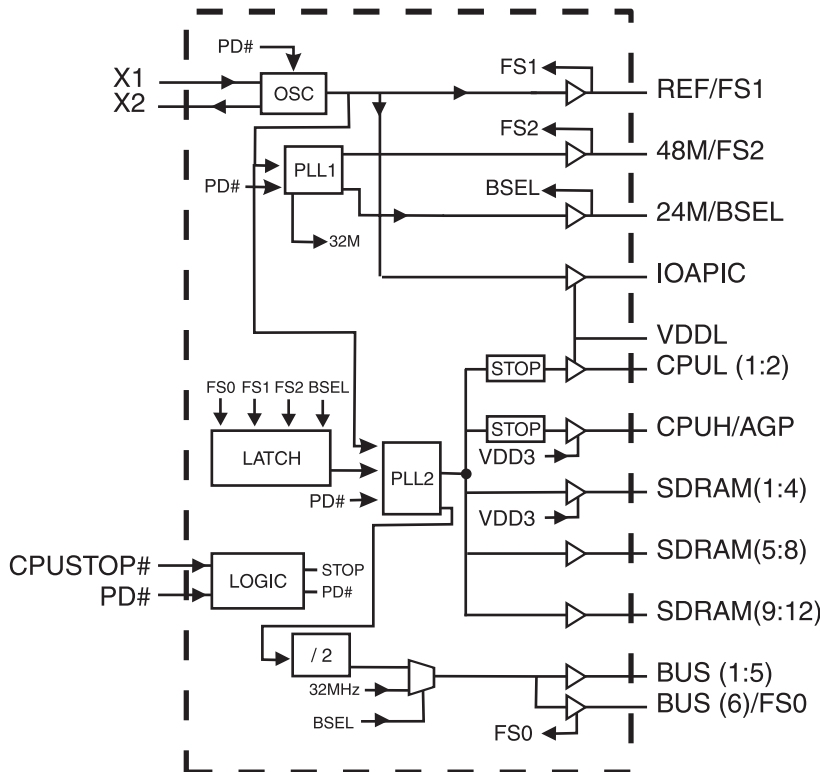 PD#
X1
X2
OSC
FS1
REF/FS1
FS2
48M/FS2
PLL1
PD#
BSEL
24M/BSEL
32M
IOAPIC
VDDL
STOP
CPUL (1:2)
FS0 FS1 FS2 BSEL
LATCH
STOP
CPUH/AGP
VDD3
PLL2
PD#
SDRAM(1:4)
VDD3
CPUSTOP#
PD#
LOGIC
STOP
PD#
SDRAM(5:8)
SDRAM(9:12)
/ 2
32MHz
BSEL
BUS (1:5)
BUS (6)/FS0
FS0